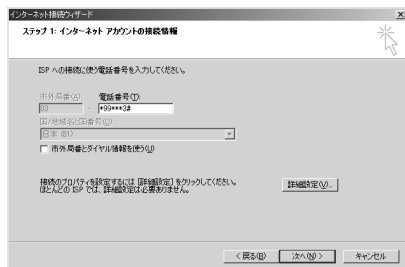 インターネット接続ウィザード
ステップ 1: インターネット アカウントの接続情報
ISP への接続に使う電話番号を入力してください。
市外局番(A): 電話番号(T):
03 - *99***3#
国/地域名と国番号(C):
日本 (81)
市外局番とダイヤル情報を使う(U)
接続のプロパティを設定するには [詳細設定] をクリックしてください。
ほとんどの ISP では、詳細設定は必要ありません。
詳細設定(V)...
< 戻る(B) 次へ(N) > キャンセル